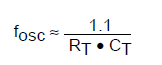 fOSC ≈ 1.1
RT • CT